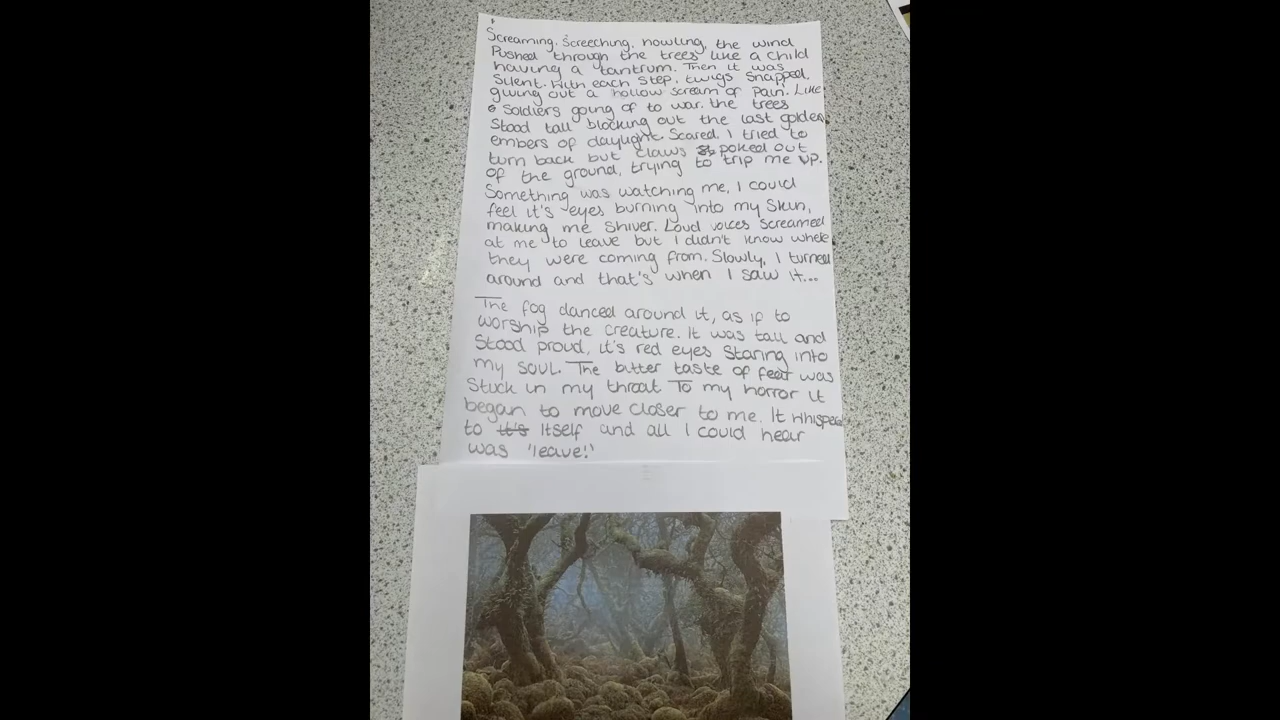 Screaming. Screeching, howling, the wind
Pushed through the trees like a child
having a tantrum. Then it was
Silent. With each step, twigs snapped,
giving out a hollow scream of pain. Like
Soldiers going of to war. the trees
Stood tall blocking out the last golden
embers of daylight. Scared, I tried to
turn back but claws poked out
of the ground, trying to trip me up.
Something was watching me, I could
feel it's eyes burning into my skin,
making me shiver. Loud voices screamed
at me to leave but I didn't know where
they were coming from. Slowly, I turned
around and that's when I saw it...
The fog danced around it, as if to
worship the creature. It was tall and
Stood proud, it's red eyes staring into
my soul. The bitter taste of fear was
Stuck in my throat. To my horror it
began to move closer to me. It whisped
to it's itself and all I could hear
was 'leave!'